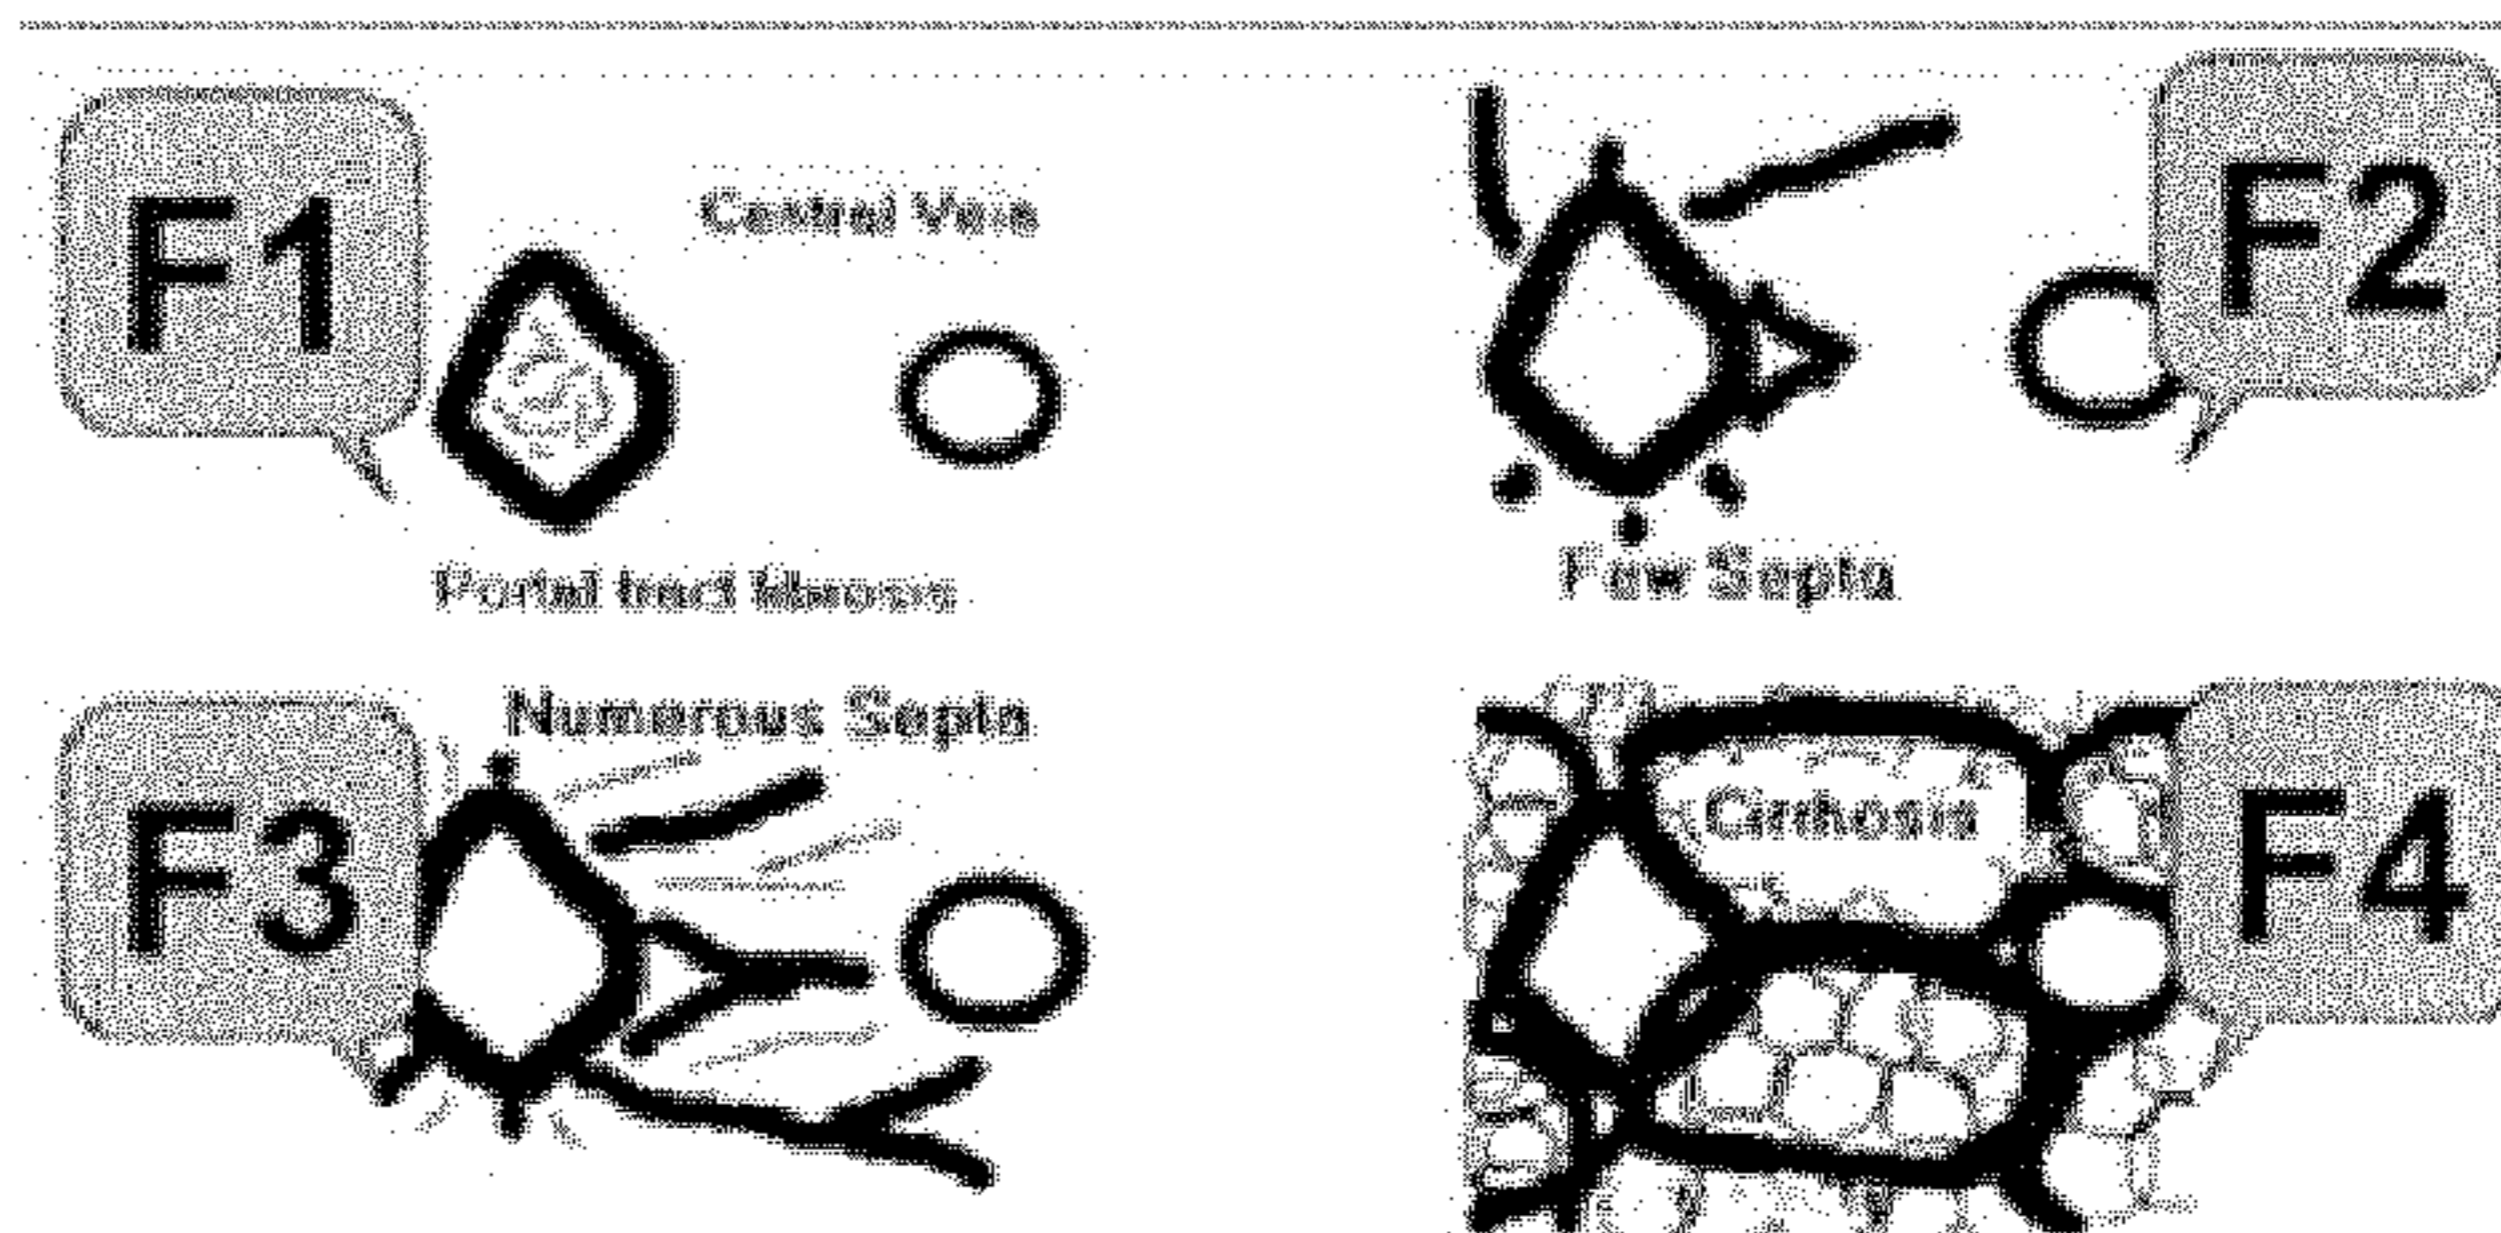 F1
Central Vein
Portal tract fibrosis
F2
Few Septa
F3
Numerous Septa
F4
Cirrhosis